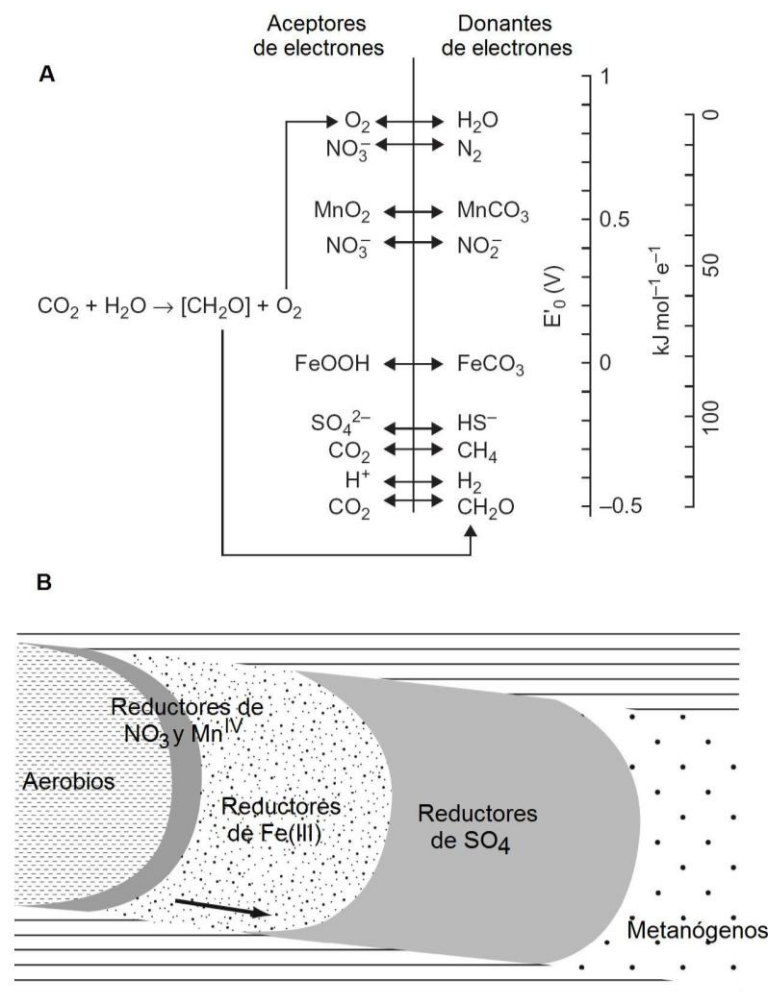 Aceptores
de electrones
Donantes
de electrones
A
O₂
H₂O
NO₃⁻
N₂
MnO₂
MnCO₃
NO₃⁻
NO₂⁻
CO₂ + H₂O → [CH₂O] + O₂
FeOOH
FeCO₃
SO₄²⁻
HS⁻
CO₂
CH₄
H⁺
H₂
CO₂
CH₂O
1
0.5
0
–0.5
E'₀ (V)
0
50
100
kJ mol⁻¹ e⁻¹
B
Reductores de
NO₃ y Mnᴵⱽ
Aerobios
Reductores
de Fe(III)
Reductores
de SO₄
Metanógenos